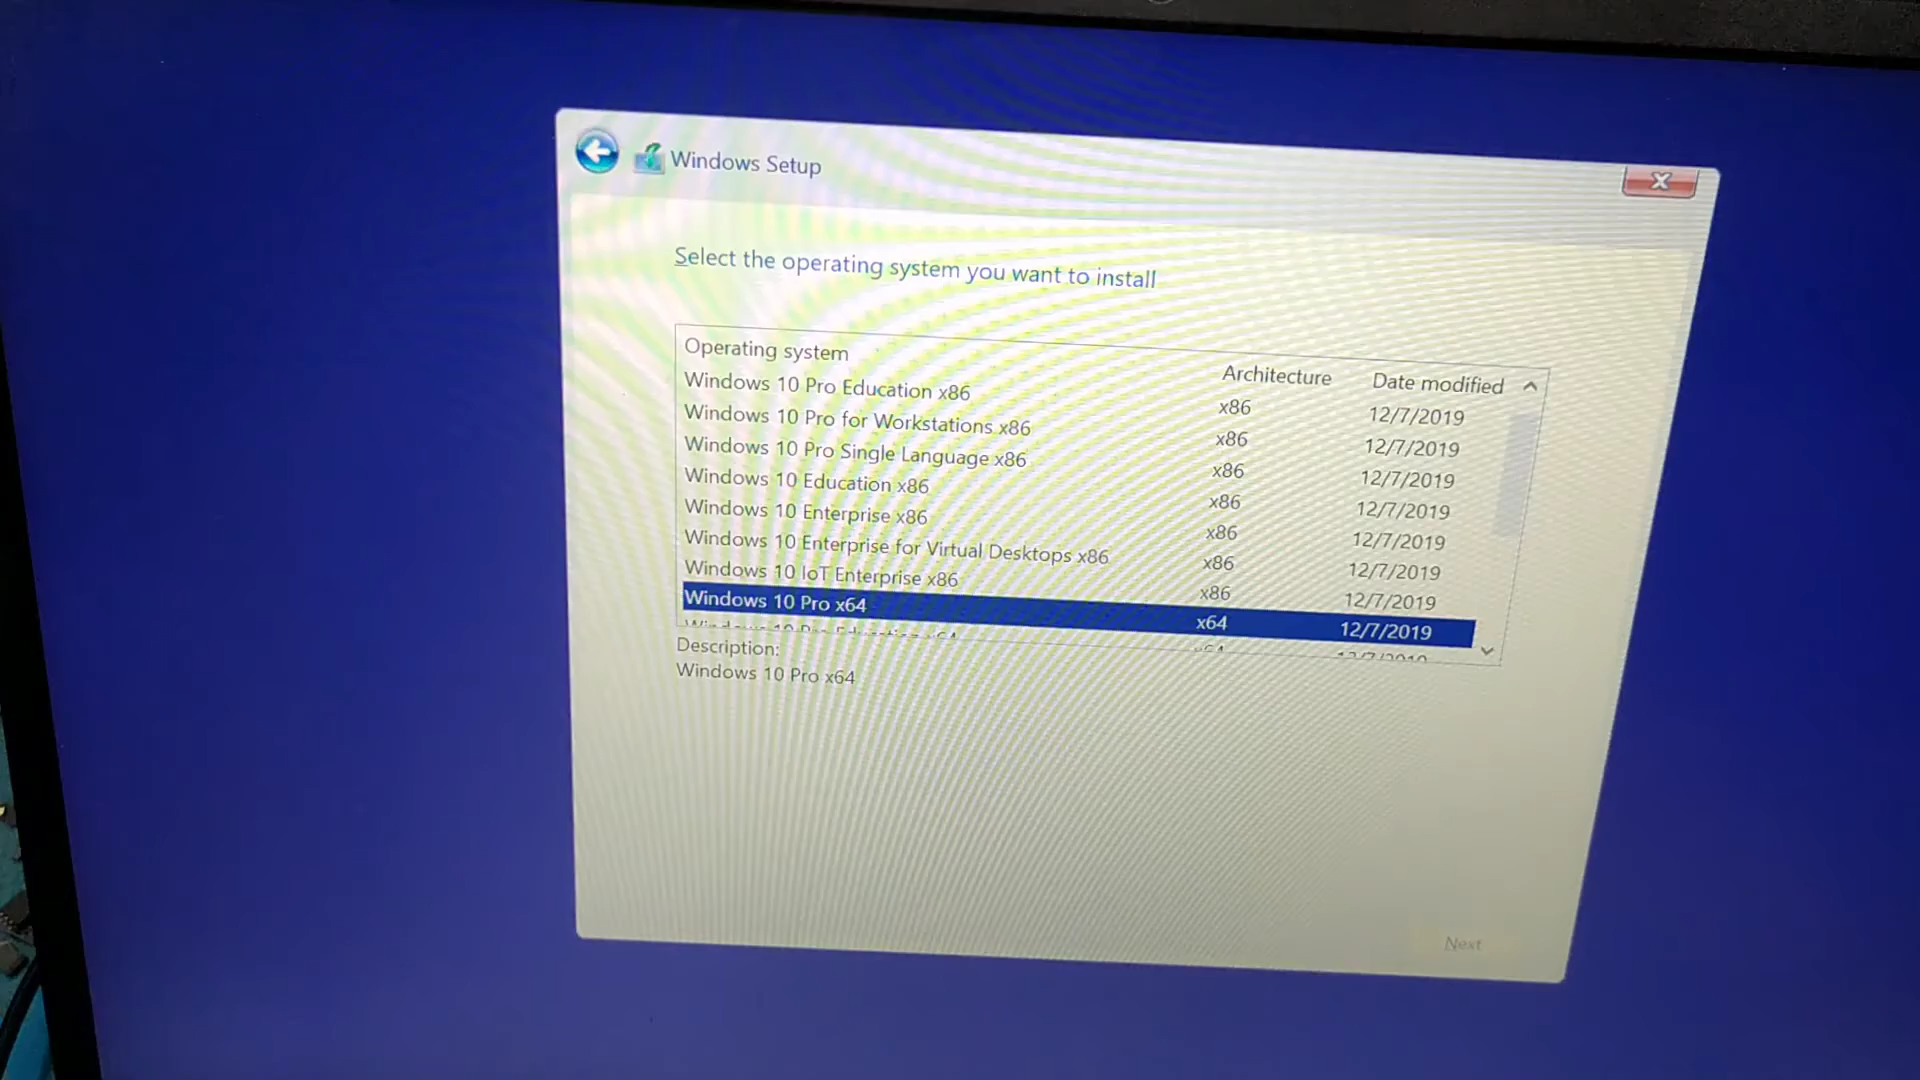 Windows Setup
Select the operating system you want to install
Operating system Architecture Date modified
Windows 10 Pro Education x86 x86 12/7/2019
Windows 10 Pro for Workstations x86 x86 12/7/2019
Windows 10 Pro Single Language x86 x86 12/7/2019
Windows 10 Education x86 x86 12/7/2019
Windows 10 Enterprise x86 x86 12/7/2019
Windows 10 Enterprise for Virtual Desktops x86 x86 12/7/2019
Windows 10 IoT Enterprise x86 x86 12/7/2019
Windows 10 Pro x64 x64 12/7/2019
Description:
Windows 10 Pro x64
Next